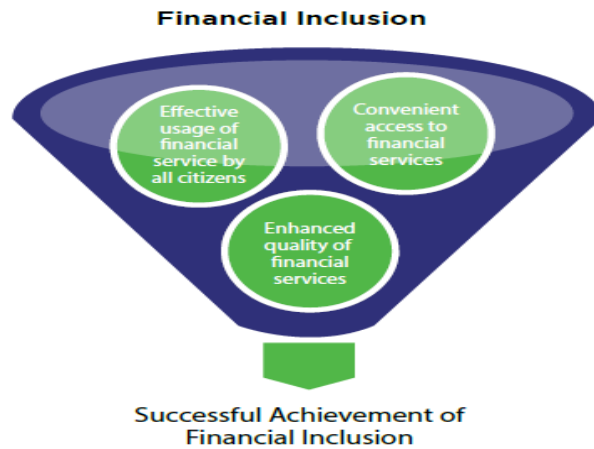 Financial Inclusion
Effective
usage of
financial
service by
all citizens
Convenient
access to
financial
services
Enhanced
quality of
financial
services
Successful Achievement of
Financial Inclusion